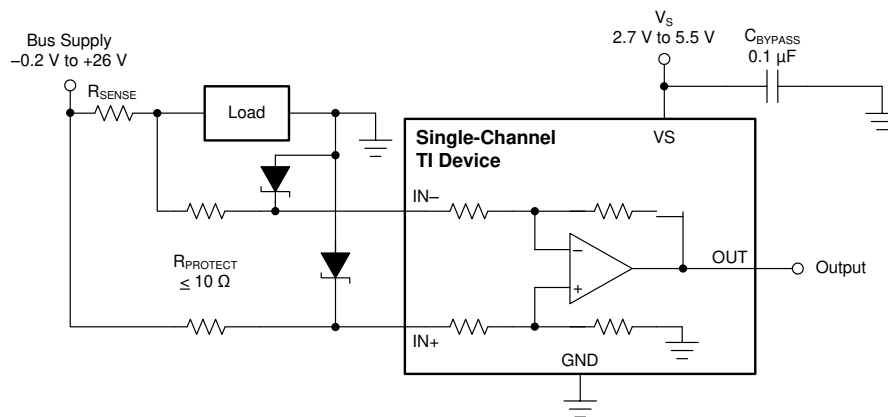 Bus Supply
–0.2 V to +26 V
R_SENSE
Load
V_S
2.7 V to 5.5 V
C_BYPASS
0.1 µF
Single-Channel
TI Device
VS
IN–
R_PROTECT
≤ 10 Ω
–
+
OUT
Output
IN+
GND